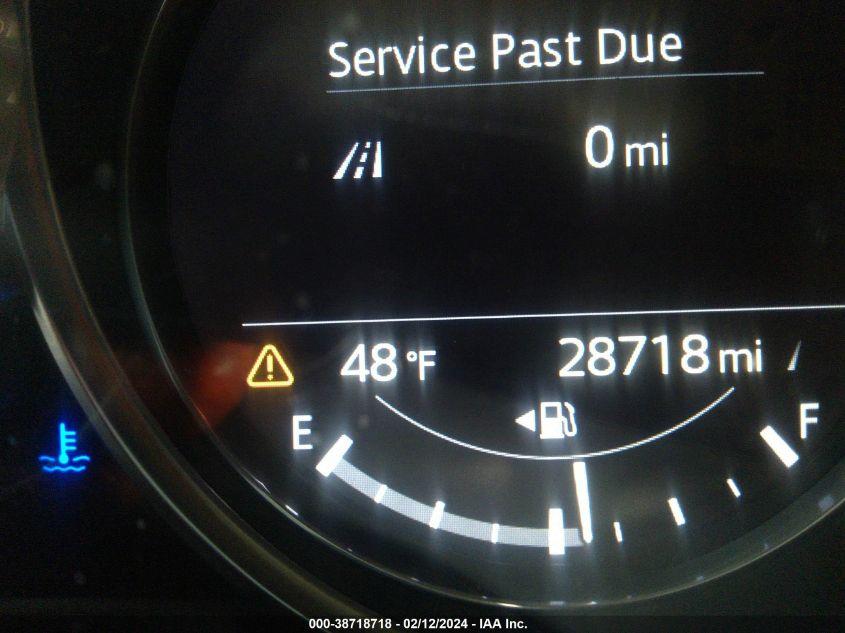 Service Past Due
0 mi
48 °F 28718 mi
E F
000-38718718 - 02/12/2024 - IAA Inc.